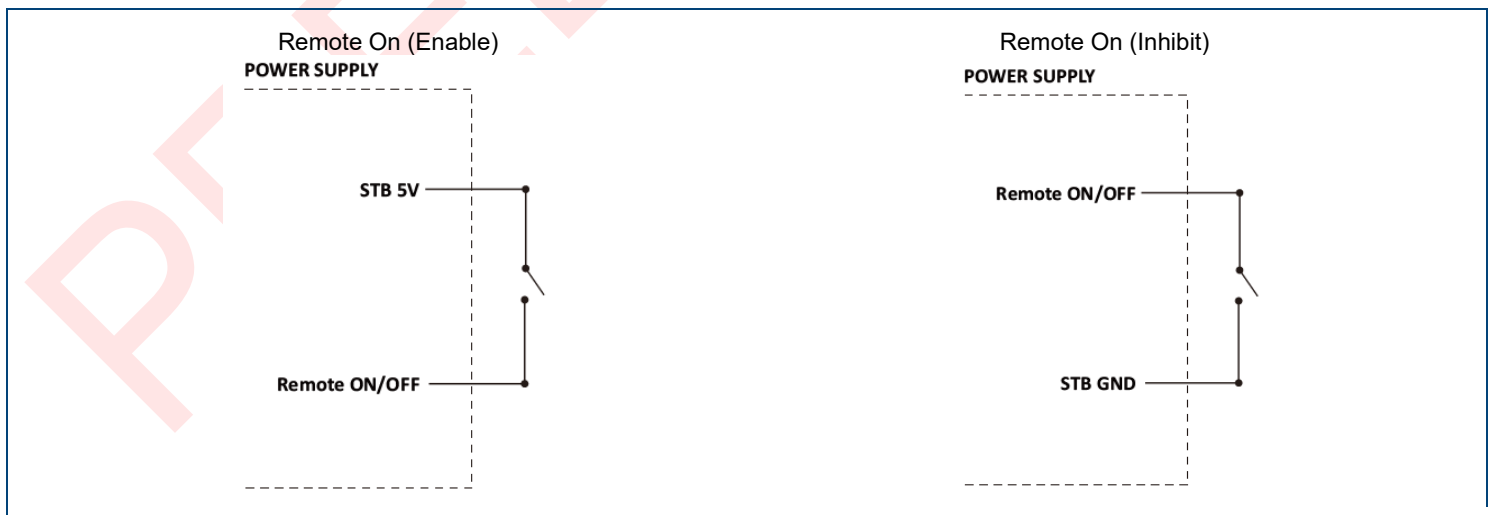 Remote On (Enable)
POWER SUPPLY
STB 5V
Remote ON/OFF
Remote On (Inhibit)
POWER SUPPLY
Remote ON/OFF
STB GND